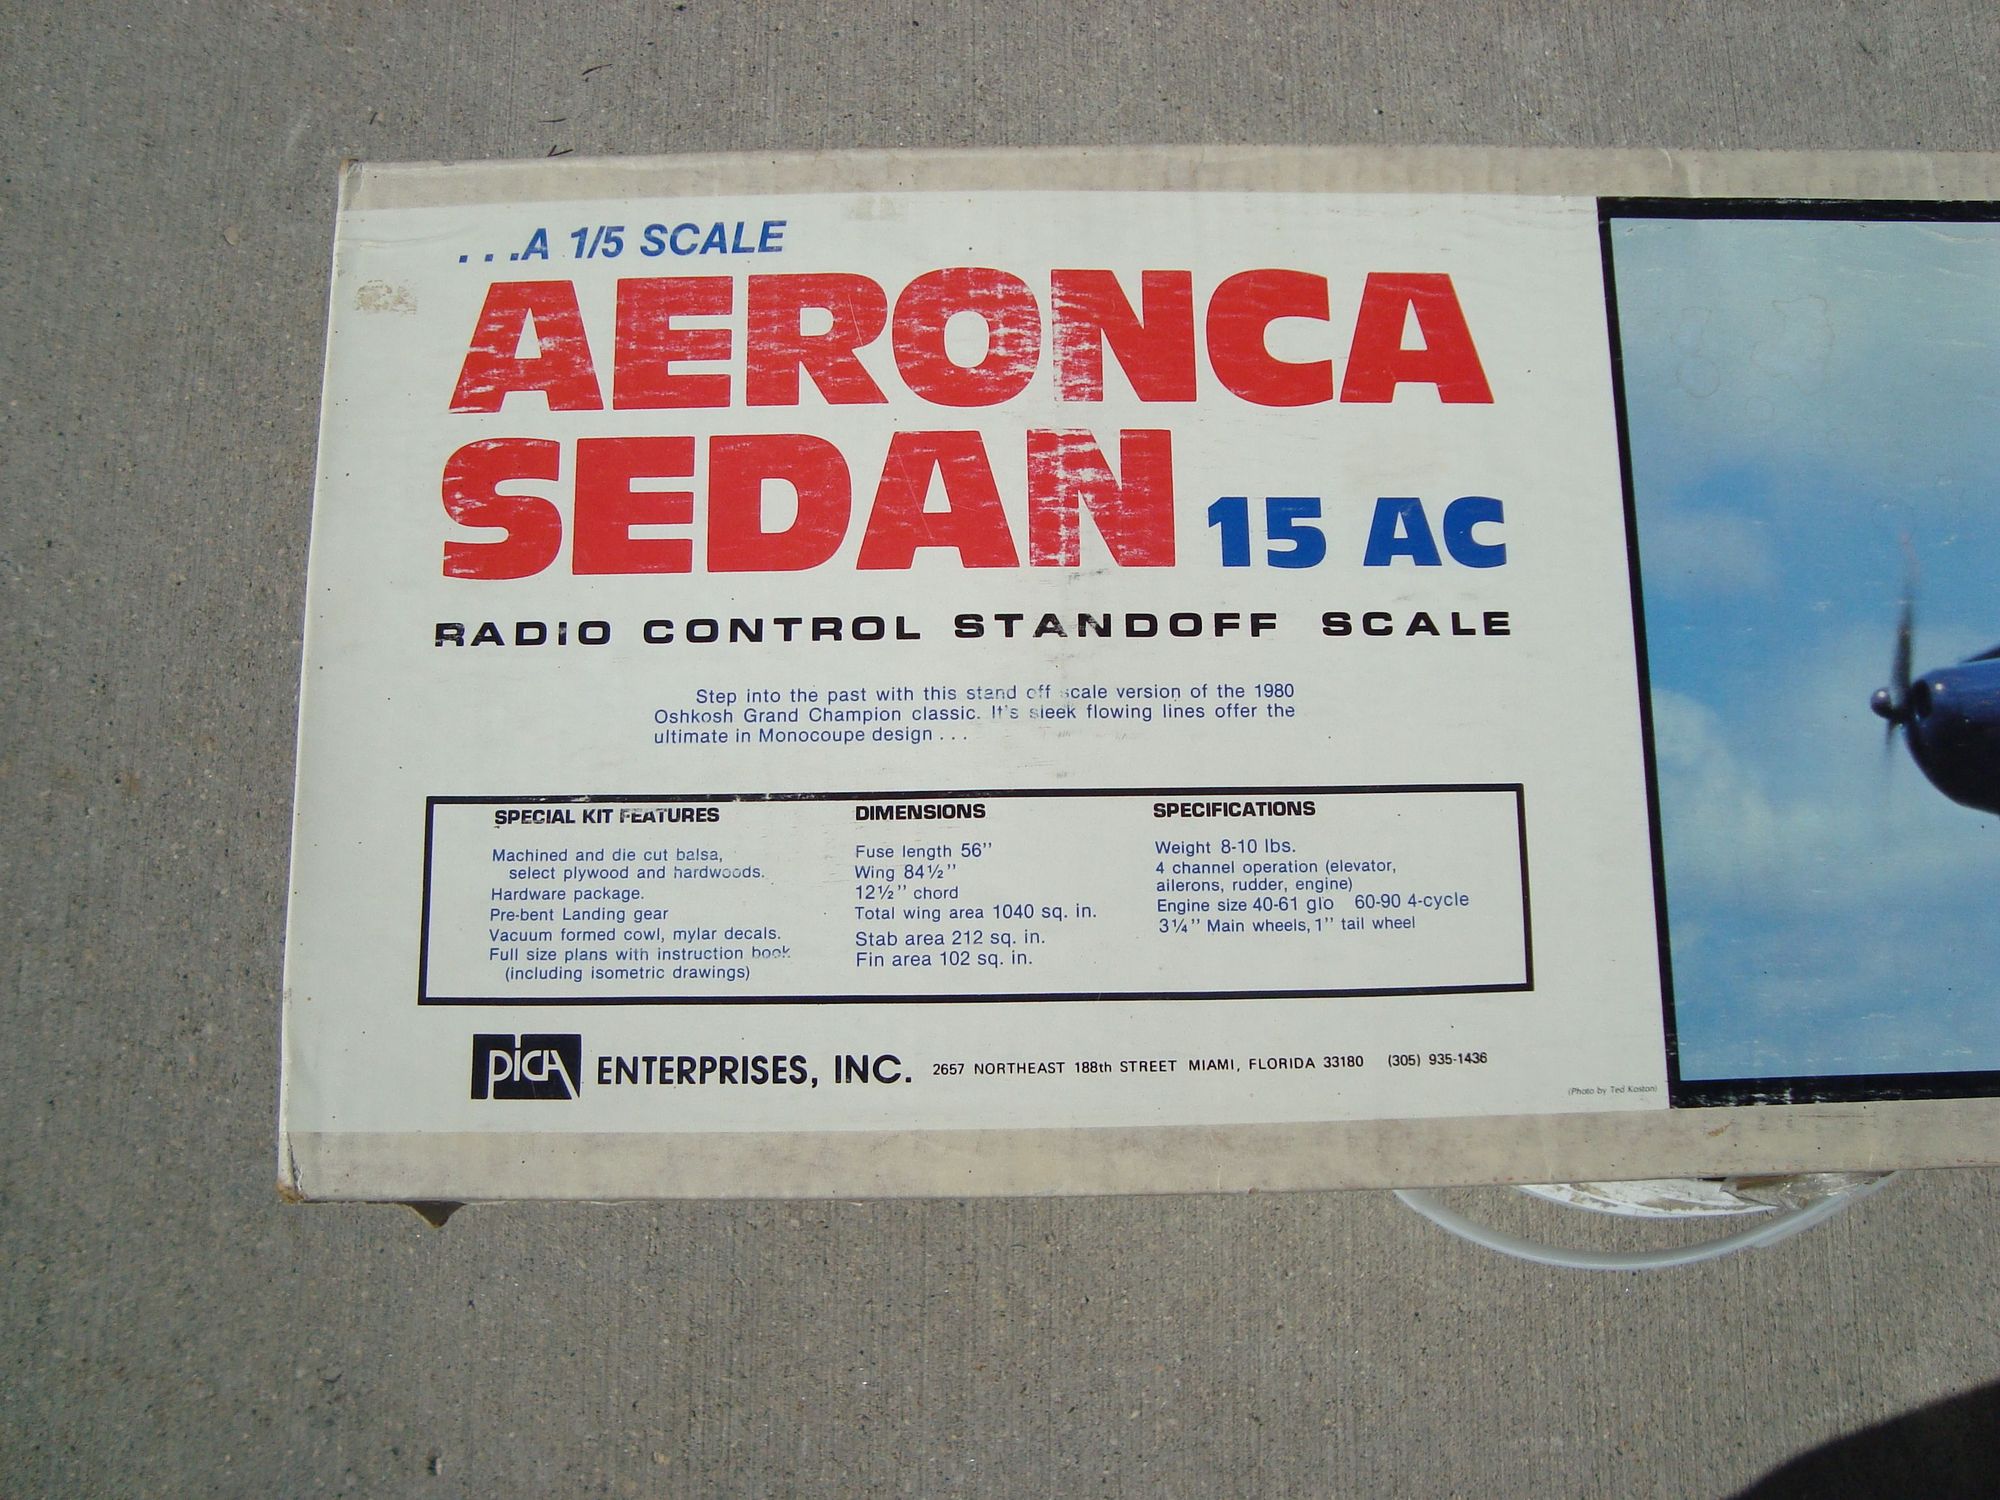 ...A 1/5 SCALE
AERONCA
SEDAN 15 AC
RADIO CONTROL STANDOFF SCALE
Step into the past with this stand off scale version of the 1980
Oshkosh Grand Champion classic. It's sleek flowing lines offer the
ultimate in Monocoupe design . . .
SPECIAL KIT FEATURES
Machined and die cut balsa,
select plywood and hardwoods.
Hardware package.
Pre-bent Landing gear
Vacuum formed cowl, mylar decals.
Full size plans with instruction book
(including isometric drawings)
DIMENSIONS
Fuse length 56''
Wing 84½''
12½'' chord
Total wing area 1040 sq. in.
Stab area 212 sq. in.
Fin area 102 sq. in.
SPECIFICATIONS
Weight 8-10 lbs.
4 channel operation (elevator,
ailerons, rudder, engine)
Engine size 40-61 glo 60-90 4-cycle
3¼'' Main wheels, 1'' tail wheel
PICA ENTERPRISES, INC. 2657 NORTHEAST 188th STREET MIAMI, FLORIDA 33180 (305) 935-1436
(Photo by Ted Koston)